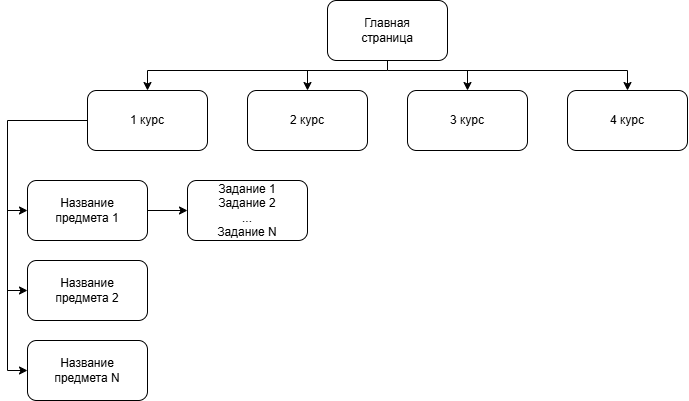 Главная
страница
1 курс
2 курс
3 курс
4 курс
Название
предмета 1
Задание 1
Задание 2
...
Задание N
Название
предмета 2
Название
предмета N